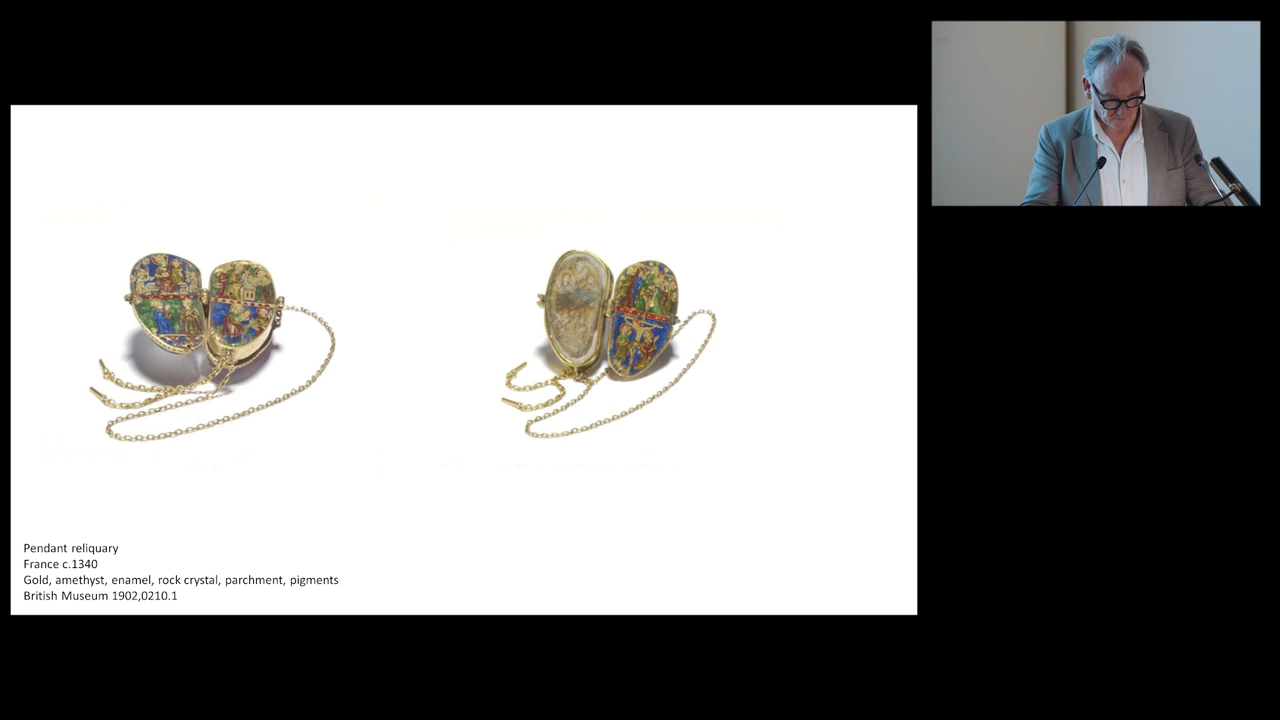 Pendant reliquary
France c.1340
Gold, amethyst, enamel, rock crystal, parchment, pigments
British Museum 1902,0210.1